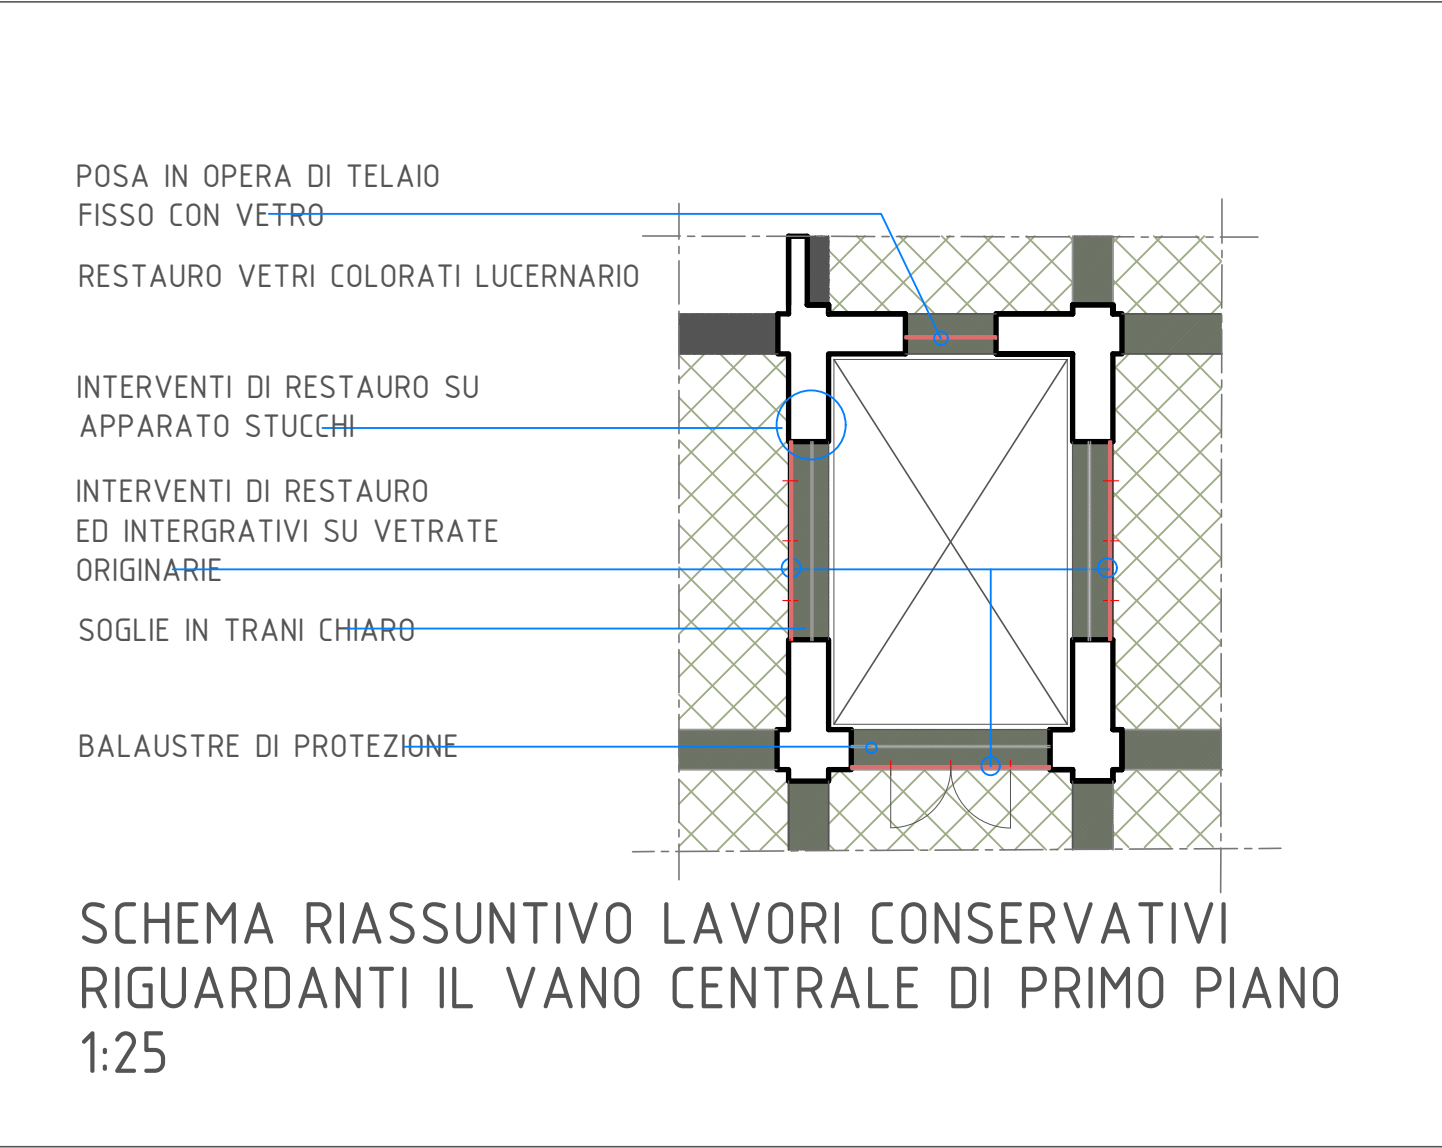 POSA IN OPERA DI TELAIO
FISSO CON VETRO
RESTAURO VETRI COLORATI LUCERNARIO
INTERVENTI DI RESTAURO SU
APPARATO STUCCHI
INTERVENTI DI RESTAURO
ED INTERGRATIVI SU VETRATE
ORIGINARIE
SOGLIE IN TRANI CHIARO
BALAUSTRE DI PROTEZIONE
SCHEMA RIASSUNTIVO LAVORI CONSERVATIVI
RIGUARDANTI IL VANO CENTRALE DI PRIMO PIANO
1:25